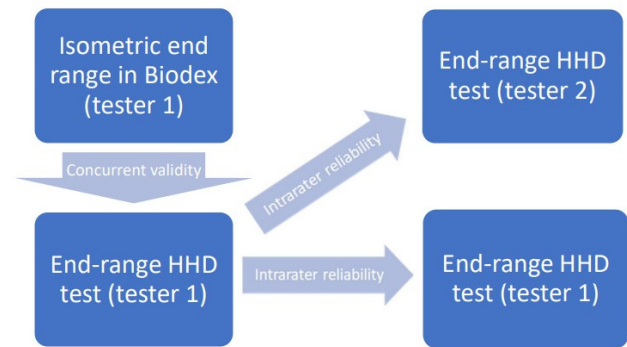 Isometric end
range in Biodex
(tester 1)
End-range HHD
test (tester 2)
Concurrent validity
Intrarater reliability
End-range HHD
test (tester 1)
Intrarater reliability
End-range HHD
test (tester 1)